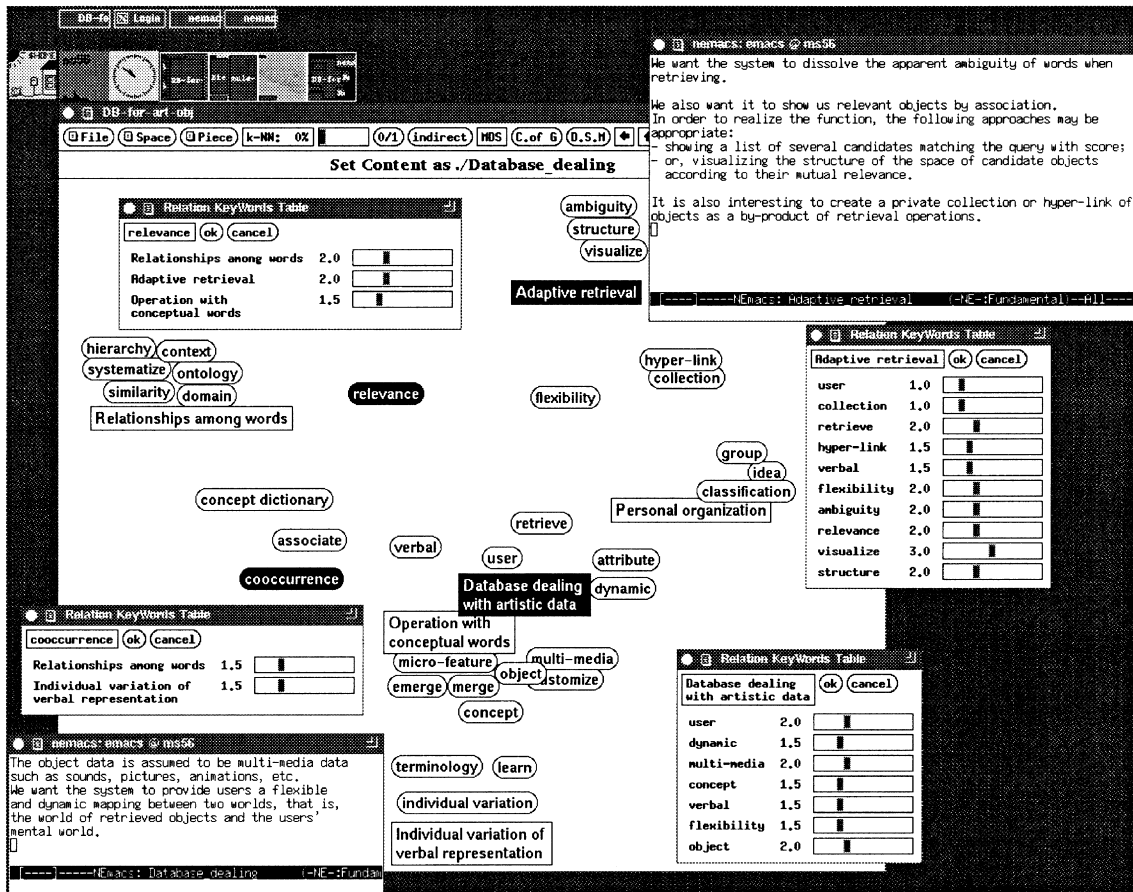 DB-fo Login nemac nemac
ms56
DB-for-
DB-for
DB-for-art-obj
File Space Piece k-NN: 0% (0/1) indirect MDS C.of G D.S.M
Set Content as ./Database_dealing
nemacs: emacs @ ms56
We want the system to dissolve the apparent ambiguity of words when
retrieving.
We also want it to show us relevant objects by association.
In order to realize the function, the following approaches may be
appropriate:
- showing a list of several candidates matching the query with score;
- or, visualizing the structure of the space of candidate objects
according to their mutual relevance.
It is also interesting to create a private collection or hyper-link of
objects as a by-product of retrieval operations.
[----]-----NEmacs: Adaptive_retrieval (-NE-:Fundamental)--All----
Relation KeyWords Table
relevance ok cancel
Relationships among words 2.0
Adaptive retrieval 2.0
Operation with
conceptual words 1.5
ambiguity
structure
visualize
Adaptive retrieval
hierarchy context
systematize ontology
similarity domain
Relationships among words
relevance
flexibility
hyper-link
collection
Relation KeyWords Table
Adaptive retrieval ok cancel
user 1.0
collection 1.0
retrieve 2.0
hyper-link 1.5
verbal 1.5
flexibility 2.0
ambiguity 2.0
relevance 2.0
visualize 3.0
structure 2.0
group
idea
classification
Personal organization
concept dictionary
associate
cooccurrence
verbal
retrieve
user
attribute
dynamic
Database dealing
with artistic data
Operation with
conceptual words
micro-feature
multi-media
object
emerge merge
concept
Relation KeyWords Table
cooccurrence ok cancel
Relationships among words 1.5
Individual variation of
verbal representation 1.5
Relation KeyWords Table
Database dealing
with artistic data ok cancel
user 2.0
dynamic 1.5
multi-media 2.0
concept 1.5
verbal 1.5
flexibility 1.5
object 2.0
nemacs: emacs @ ms56
The object data is assumed to be multi-media data
such as sounds, pictures, animations, etc.
We want the system to provide users a flexible
and dynamic mapping between two worlds, that is,
the world of retrieved objects and the users'
mental world.
[----]-----NEmacs: Database_dealing (-NE-:Fundam
terminology learn
individual variation
Individual variation of
verbal representation